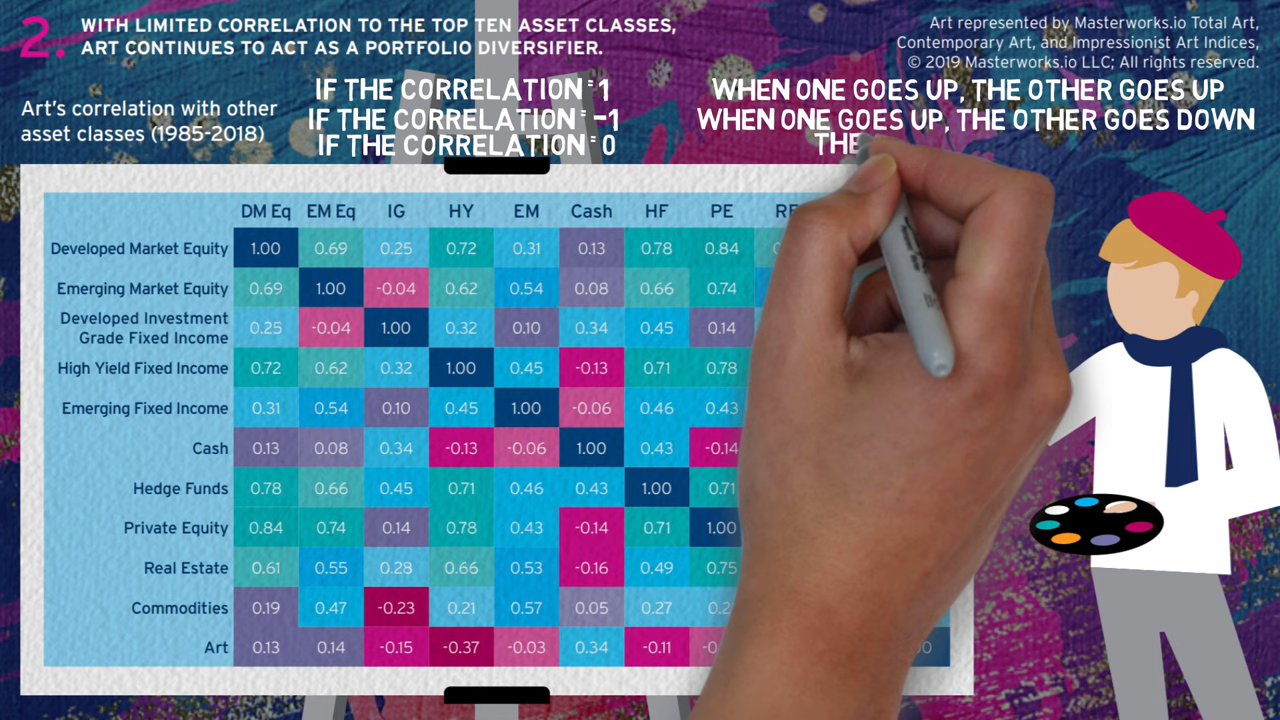 2. WITH LIMITED CORRELATION TO THE TOP TEN ASSET CLASSES,
ART CONTINUES TO ACT AS A PORTFOLIO DIVERSIFIER.
Art represented by Masterworks.io Total Art,
Contemporary Art, and Impressionist Art Indices,
© 2019 Masterworks.io LLC; All rights reserved.
Art's correlation with other
asset classes (1985-2018)
IF THE CORRELATION = 1 WHEN ONE GOES UP, THE OTHER GOES UP
IF THE CORRELATION = -1 WHEN ONE GOES UP, THE OTHER GOES DOWN
IF THE CORRELATION = 0 THE
DM Eq EM Eq IG HY EM Cash HF PE
Developed Market Equity 1.00 0.69 0.25 0.72 0.31 0.13 0.78 0.84
Emerging Market Equity 0.69 1.00 -0.04 0.62 0.54 0.08 0.66 0.74
Developed Investment
Grade Fixed Income 0.25 -0.04 1.00 0.32 0.10 0.34 0.45 0.14
High Yield Fixed Income 0.72 0.62 0.32 1.00 0.45 -0.13 0.71 0.78
Emerging Fixed Income 0.31 0.54 0.10 0.45 1.00 -0.06 0.46 0.43
Cash 0.13 0.08 0.34 -0.13 -0.06 1.00 0.43 -0.14
Hedge Funds 0.78 0.66 0.45 0.71 0.46 0.43 1.00 0.71
Private Equity 0.84 0.74 0.14 0.78 0.43 -0.14 0.71 1.00
Real Estate 0.61 0.55 0.28 0.66 0.53 -0.16 0.49 0.75
Commodities 0.19 0.47 -0.23 0.21 0.57 0.05 0.27
Art 0.13 0.14 -0.15 -0.37 -0.03 0.34 -0.11